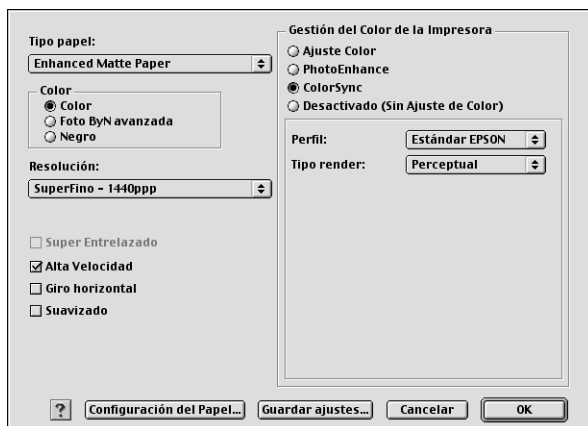 Tipo papel:
Enhanced Matte Paper
Color
Color
Foto ByN avanzada
Negro
Resolución:
SuperFino - 1440ppp
Super Entrelazado
Alta Velocidad
Giro horizontal
Suavizado
Gestión del Color de la Impresora
Ajuste Color
PhotoEnhance
ColorSync
Desactivado (Sin Ajuste de Color)
Perfil:
Estándar EPSON
Tipo render:
Perceptual
?
Configuración del Papel...
Guardar ajustes...
Cancelar
OK